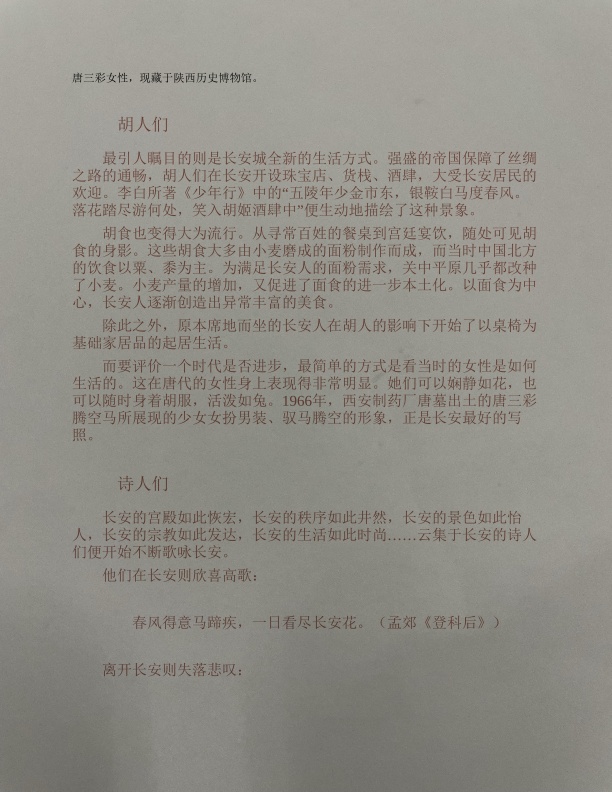 唐三彩女性，现藏于陕西历史博物馆。
胡人们
最引人瞩目的则是长安城全新的生活方式。强盛的帝国保障了丝绸
之路的通畅，胡人们在长安开设珠宝店、货栈、酒肆，大受长安居民的
欢迎。李白所著《少年行》中的“五陵年少金市东，银鞍白马度春风。
落花踏尽游何处，笑入胡姬酒肆中”便生动地描绘了这种景象。
胡食也变得大为流行。从寻常百姓的餐桌到宫廷宴饮，随处可见胡
食的身影。这些胡食大多由小麦磨成的面粉制作而成，而当时中国北方
的饮食以粟、黍为主。为满足长安人的面粉需求，关中平原几乎都改种
了小麦。小麦产量的增加，又促进了面食的进一步本土化。以面食为中
心，长安人逐渐创造出异常丰富的美食。
除此之外，原本席地而坐的长安人在胡人的影响下开始了以桌椅为
基础家居品的起居生活。
而要评价一个时代是否进步，最简单的方式是看当时的女性是如何
生活的。这在唐代的女性身上表现得非常明显。她们可以娴静如花，也
可以随时身着胡服，活泼如兔。1966年，西安制药厂唐墓出土的唐三彩
腾空马所展现的少女女扮男装、驭马腾空的形象，正是长安最好的写
照。
诗人们
长安的宫殿如此恢宏，长安的秩序如此井然，长安的景色如此怡
人，长安的宗教如此发达，长安的生活如此时尚……云集于长安的诗人
们便开始不断歌咏长安。
他们在长安则欣喜高歌：
春风得意马蹄疾，一日看尽长安花。（孟郊《登科后》）
离开长安则失落悲叹：